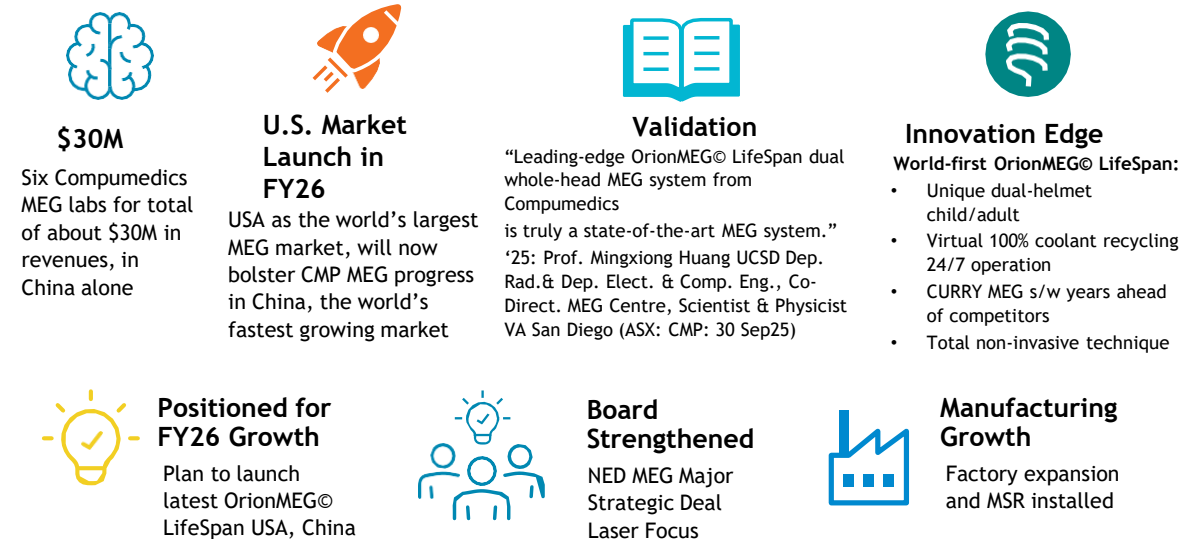 $30M
Six Compumedics
MEG labs for total
of about $30M in
revenues, in
China alone
U.S. Market
Launch in
FY26
USA as the world’s largest
MEG market, will now
bolster CMP MEG progress
in China, the world’s
fastest growing market
Validation
“Leading-edge OrionMEG© LifeSpan dual
whole-head MEG system from
Compumedics
is truly a state-of-the-art MEG system.”
‘25: Prof. Mingxiong Huang UCSD Dep.
Rad.& Dep. Elect. & Comp. Eng., Co-
Direct. MEG Centre, Scientist & Physicist
VA San Diego (ASX: CMP: 30 Sep25)
Innovation Edge
World-first OrionMEG© LifeSpan:
• Unique dual-helmet
child/adult
• Virtual 100% coolant recycling
24/7 operation
• CURRY MEG s/w years ahead
of competitors
• Total non-invasive technique
Positioned for
FY26 Growth
Plan to launch
latest OrionMEG©
LifeSpan USA, China
Board
Strengthened
NED MEG Major
Strategic Deal
Laser Focus
Manufacturing
Growth
Factory expansion
and MSR installed